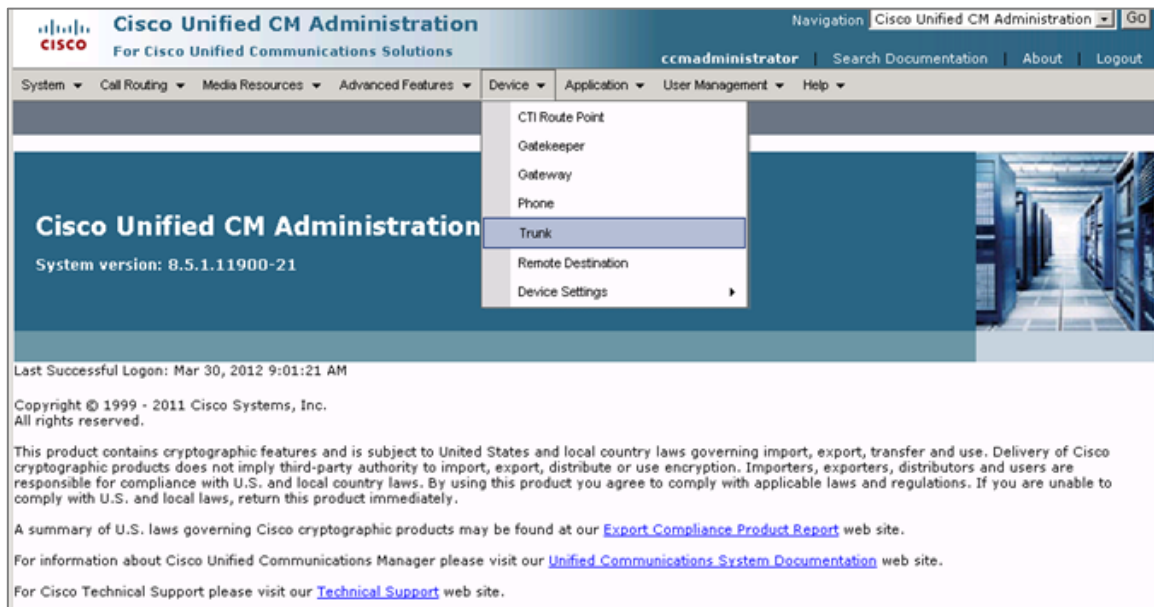 Cisco Unified CM Administration
For Cisco Unified Communications Solutions
CISCO
Navigation Cisco Unified CM Administration Go
ccmadministrator | Search Documentation | About | Logout
System Call Routing Media Resources Advanced Features Device Application User Management Help
CTI Route Point
Gatekeeper
Gateway
Phone
Trunk
Remote Destination
Device Settings
Cisco Unified CM Administration
System version: 8.5.1.11900-21
Last Successful Logon: Mar 30, 2012 9:01:21 AM
Copyright © 1999 - 2011 Cisco Systems, Inc.
All rights reserved.
This product contains cryptographic features and is subject to United States and local country laws governing import, export, transfer and use. Delivery of Cisco
cryptographic products does not imply third-party authority to import, export, distribute or use encryption. Importers, exporters, distributors and users are
responsible for compliance with U.S. and local country laws. By using this product you agree to comply with applicable laws and regulations. If you are unable to
comply with U.S. and local laws, return this product immediately.
A summary of U.S. laws governing Cisco cryptographic products may be found at our Export Compliance Product Report web site.
For information about Cisco Unified Communications Manager please visit our Unified Communications System Documentation web site.
For Cisco Technical Support please visit our Technical Support web site.